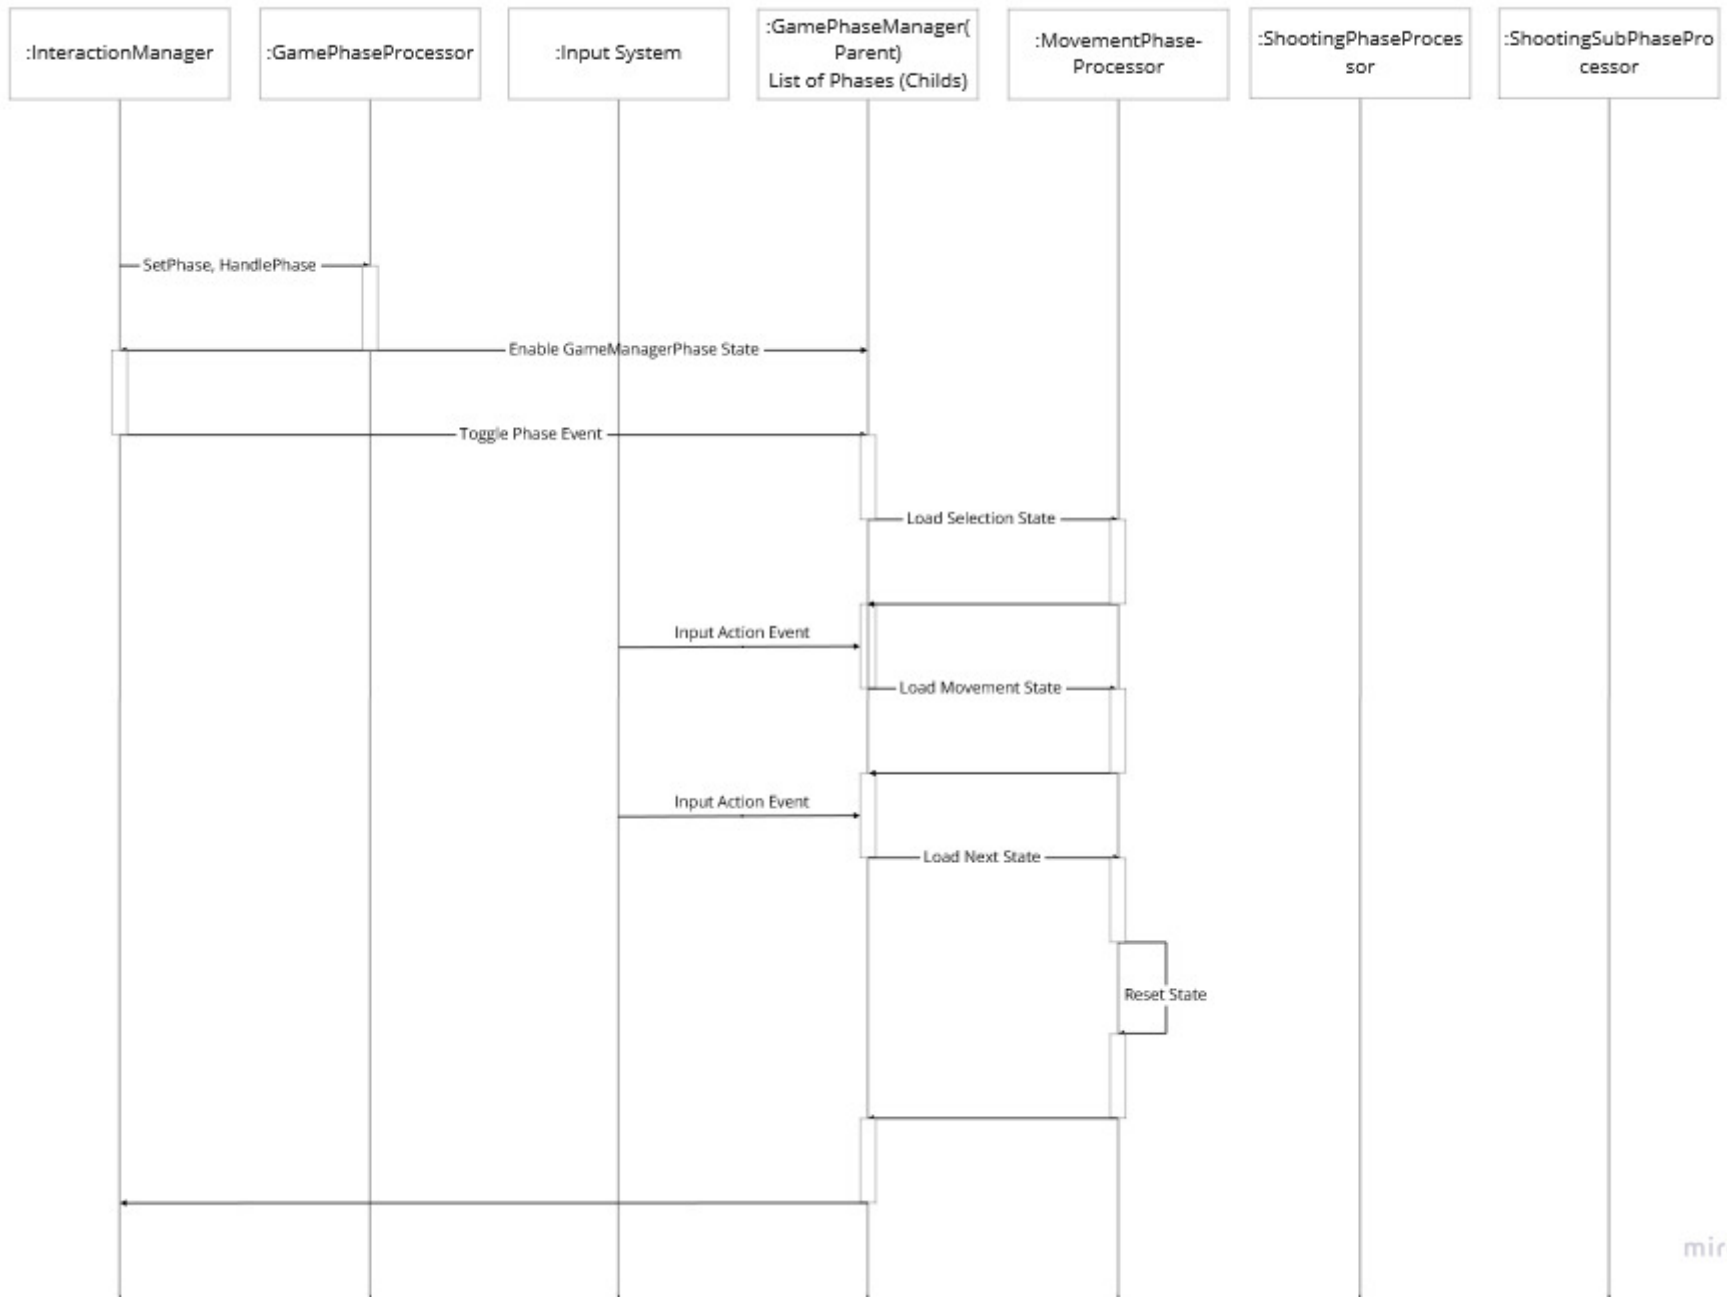 :InteractionManager
:GamePhaseProcessor
:Input System
:GamePhaseManager(
Parent)
List of Phases (Childs)
:MovementPhase-
Processor
:ShootingPhaseProces
sor
:ShootingSubPhasePro
cessor
SetPhase, HandlePhase
Enable GameManagerPhase State
Toggle Phase Event
Load Selection State
Input Action Event
Load Movement State
Input Action Event
Load Next State
Reset State
mir